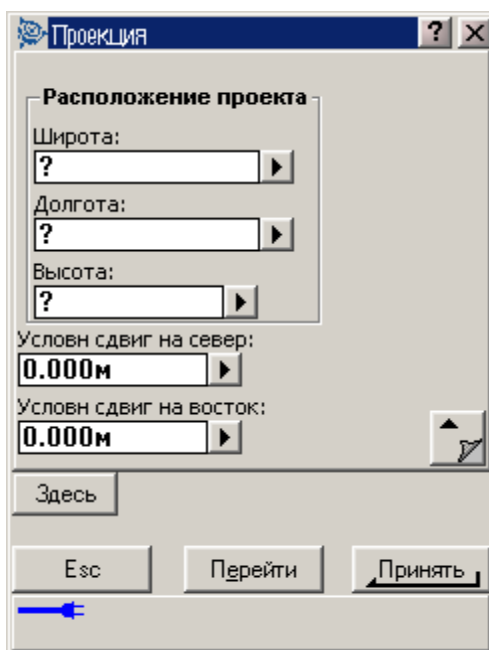 Проекция
Расположение проекта
Широта:
?
Долгота:
?
Высота:
?
Условн сдвиг на север:
0.000м
Условн сдвиг на восток:
0.000м
Здесь
Esc
Перейти
Принять